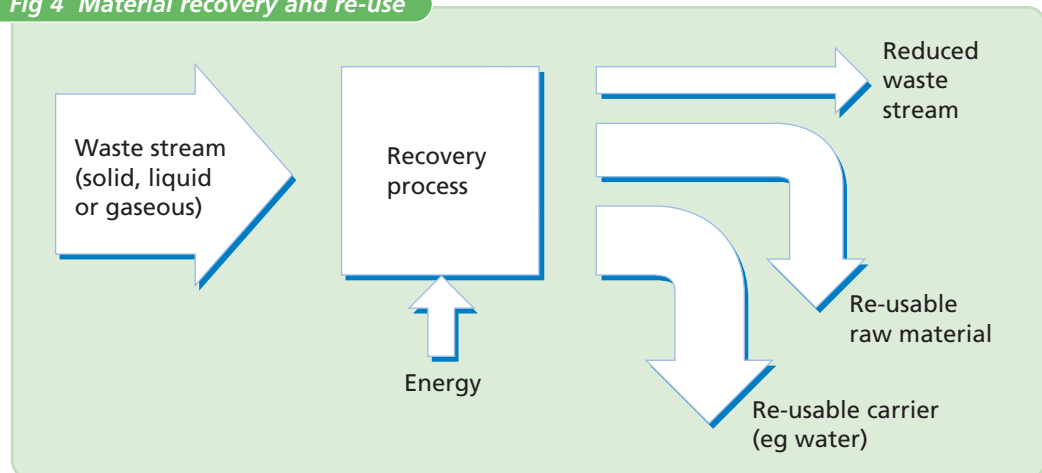 Fig 4 Material recovery and re-use
Waste stream
(solid, liquid
or gaseous)
Recovery
process
Energy
Reduced
waste
stream
Re-usable
raw material
Re-usable carrier
(eg water)